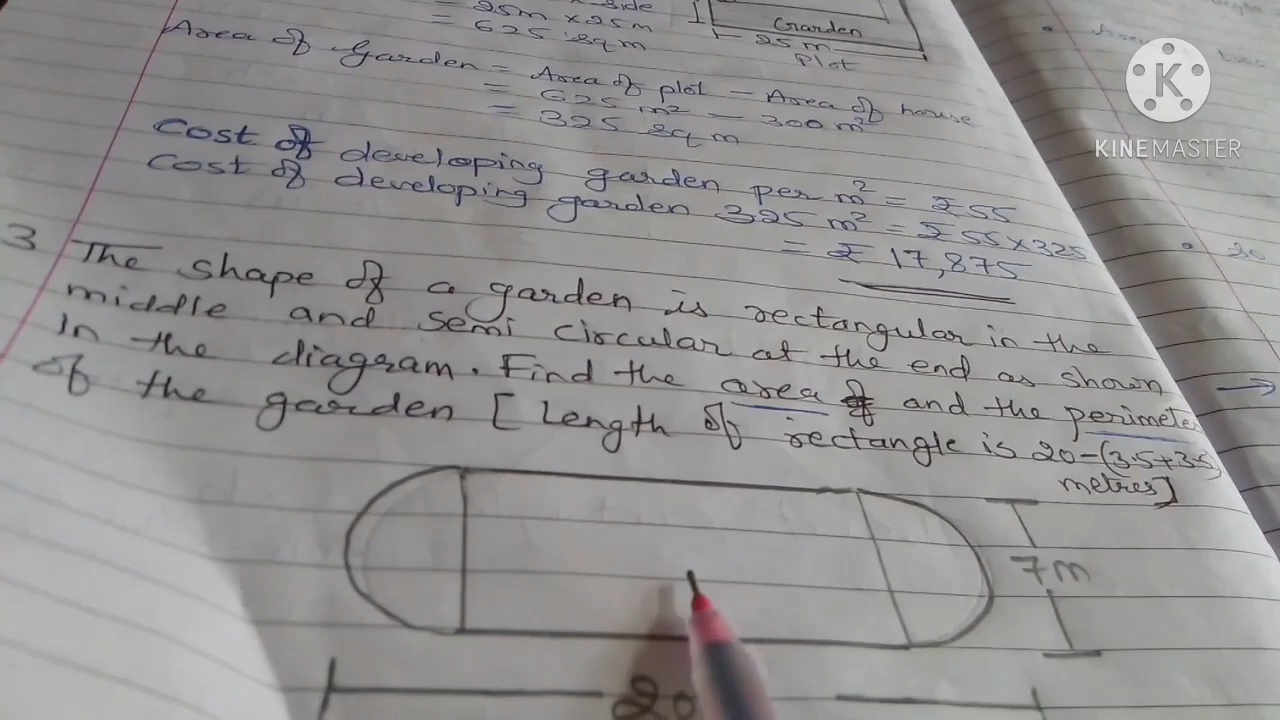 = 25m × 25m
= 625 sq m
Garden
25 m
Plot
Area of Garden = Area of plot - Area of house
= 625 m² - 300 m²
= 325 sq m
Cost of developing garden per m² = ₹55
Cost of developing garden 325 m² = ₹55×325
= ₹17,875
3 The shape of a garden is rectangular in the
middle and semi circular at the end as shown
in the diagram. Find the area and the perimeter
of the garden [Length of rectangle is 20-(3.5+3.5)
metres]
7m
20
K
KINEMASTER